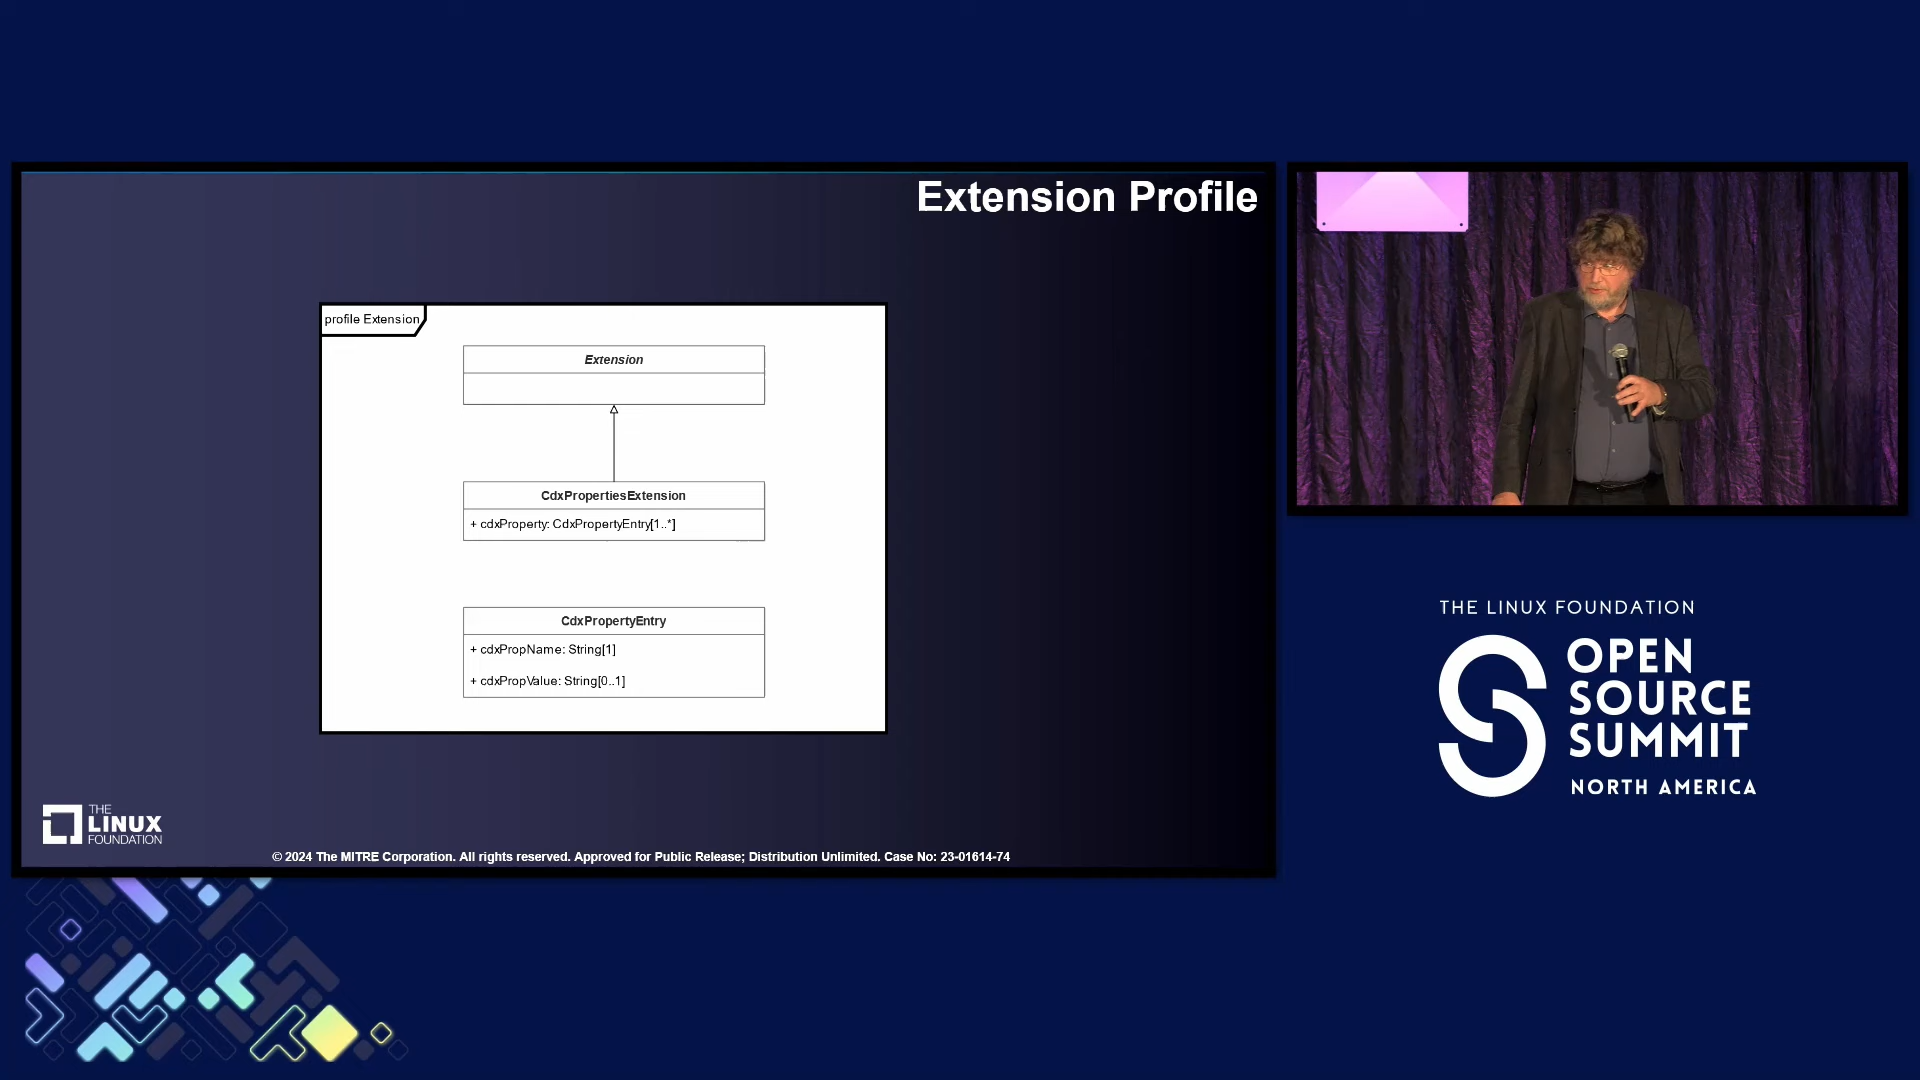 Extension Profile
profile Extension
Extension
CdxPropertiesExtension
+ cdxProperty: CdxPropertyEntry[1..*]
CdxPropertyEntry
+ cdxPropName: String[1]
+ cdxPropValue: String[0..1]
THE
LINUX
FOUNDATION
© 2024 The MITRE Corporation. All rights reserved. Approved for Public Release; Distribution Unlimited. Case No: 23-01614-74
THE LINUX FOUNDATION
OPEN
SOURCE
SUMMIT
NORTH AMERICA